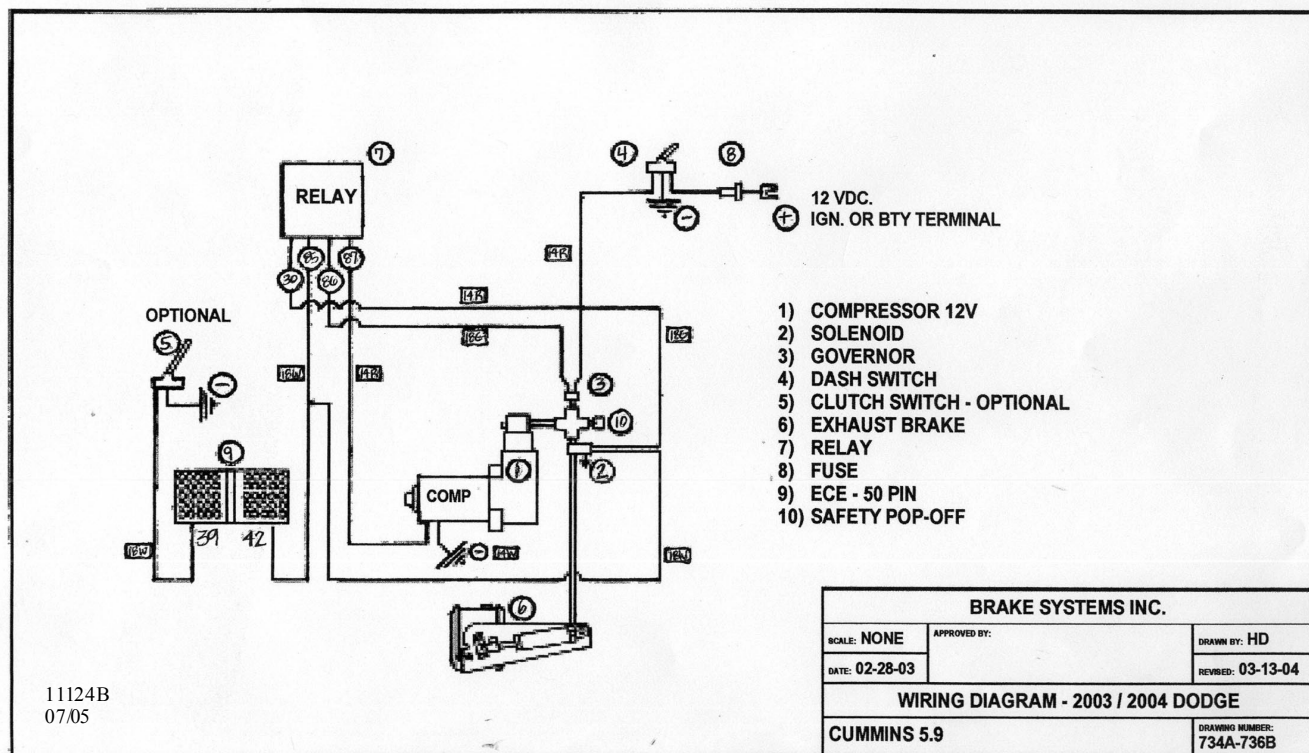 7
RELAY
30
85
86
87
4
8
12 VDC.
+ IGN. OR BTY TERMINAL
-
14R
14R
18G
18G
OPTIONAL
5
-
18W
14R
3
10
9
1
2
COMP
39 42
18W
- 14W
18W
6
1) COMPRESSOR 12V
2) SOLENOID
3) GOVERNOR
4) DASH SWITCH
5) CLUTCH SWITCH - OPTIONAL
6) EXHAUST BRAKE
7) RELAY
8) FUSE
9) ECE - 50 PIN
10) SAFETY POP-OFF
BRAKE SYSTEMS INC.
SCALE: NONE
APPROVED BY:
DRAWN BY: HD
DATE: 02-28-03
REVISED: 03-13-04
WIRING DIAGRAM - 2003 / 2004 DODGE
CUMMINS 5.9
DRAWING NUMBER:
734A-736B
11124B
07/05